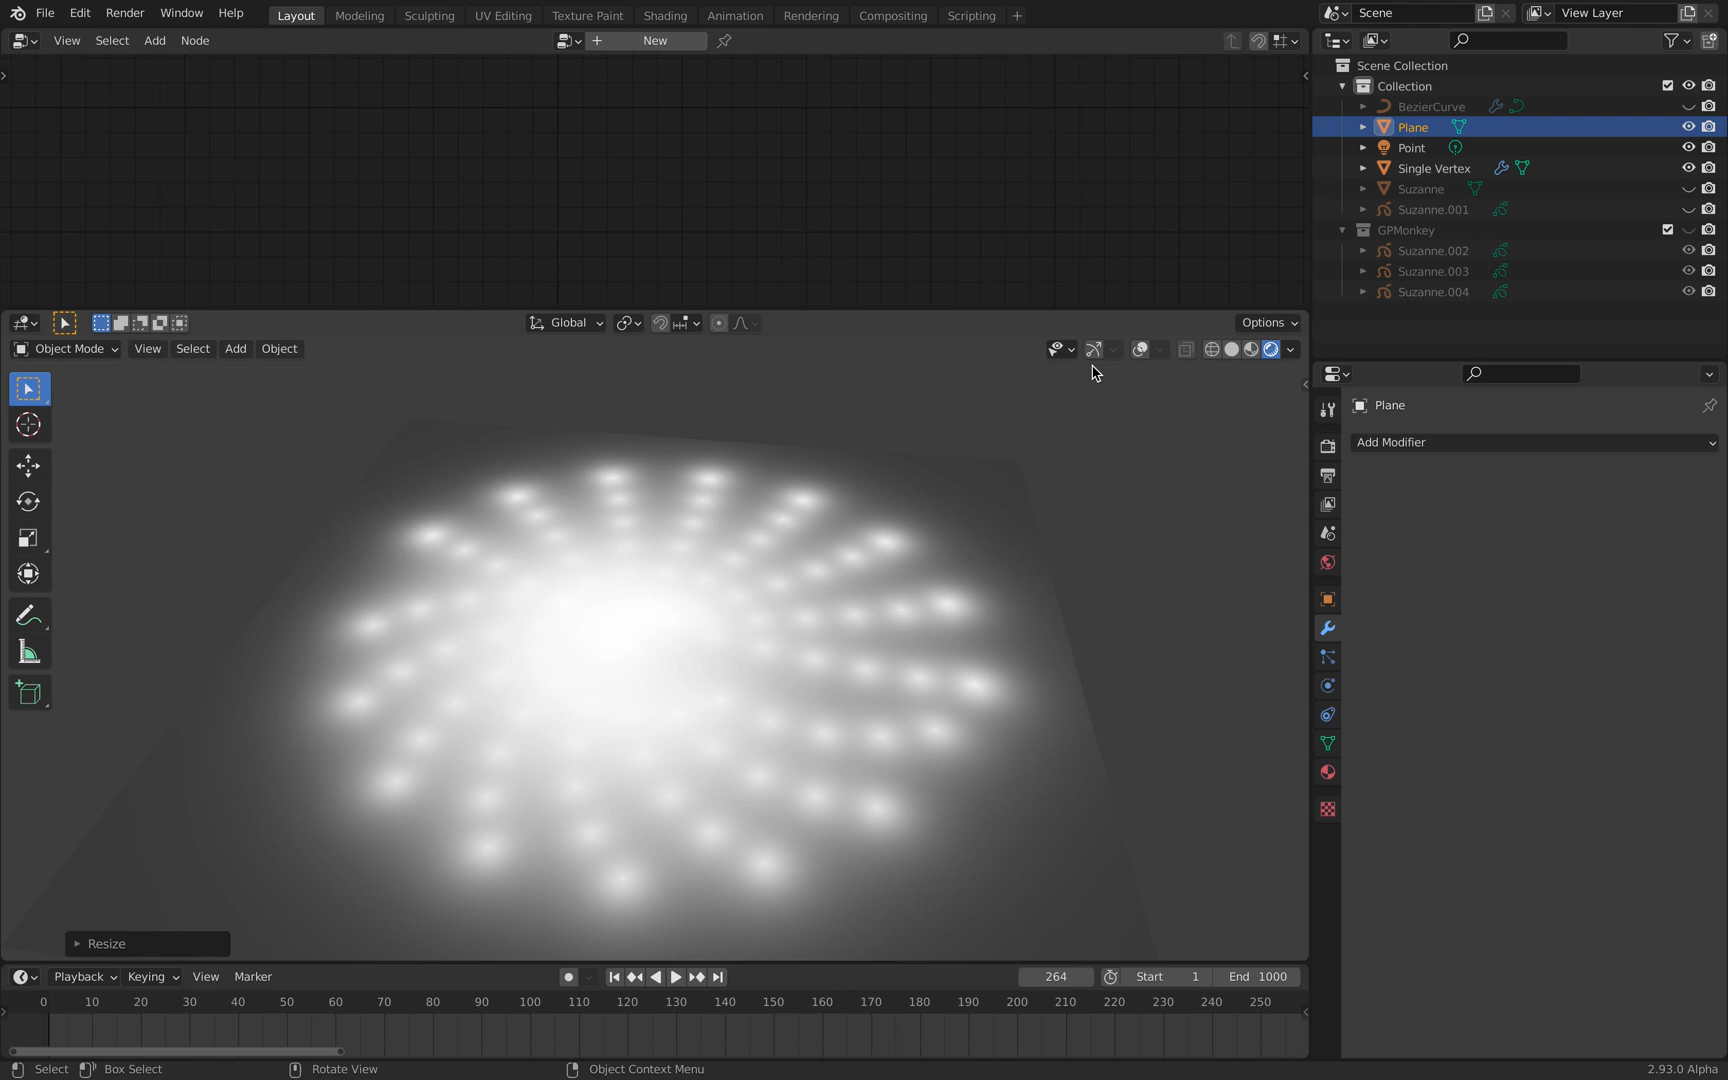 File Edit Render Window Help
Layout Modeling Sculpting UV Editing Texture Paint Shading Animation Rendering Compositing Scripting +
Scene View Layer
View Select Add Node
New
Scene Collection
Collection
BezierCurve
Plane
Point
Single Vertex
Suzanne
Suzanne.001
GPMonkey
Suzanne.002
Suzanne.003
Suzanne.004
Global
Options
Object Mode View Select Add Object
Plane
Add Modifier
Resize
Playback Keying View Marker
264 Start 1 End 1000
0 10 20 30 40 50 60 70 80 90 100 110 120 130 140 150 160 170 180 190 200 210 220 230 240 250
Select Box Select Rotate View Object Context Menu 2.93.0 Alpha